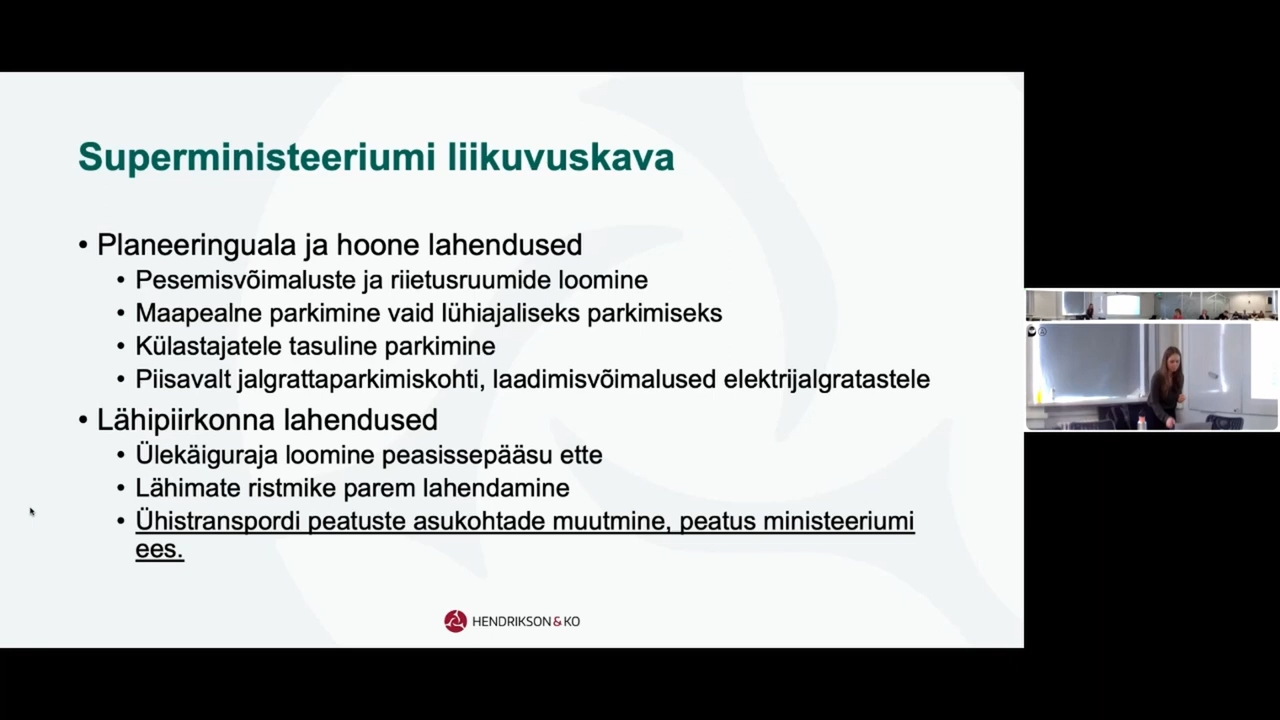 Superministeeriumi liikuvuskava
• Planeeringuala ja hoone lahendused
• Pesemisvõimaluste ja riietusruumide loomine
• Maapealne parkimine vaid lühiajaliseks parkimiseks
• Külastajatele tasuline parkimine
• Piisavalt jalgrattaparkimiskohti, laadimisvõimalused elektrijalgratastele
• Lähipiirkonna lahendused
• Ülekäiguraja loomine peasissepääsu ette
• Lähimate ristmike parem lahendamine
• Ühistranspordi peatuste asukohtade muutmine, peatus ministeeriumi
ees.
HENDRIKSON & KO